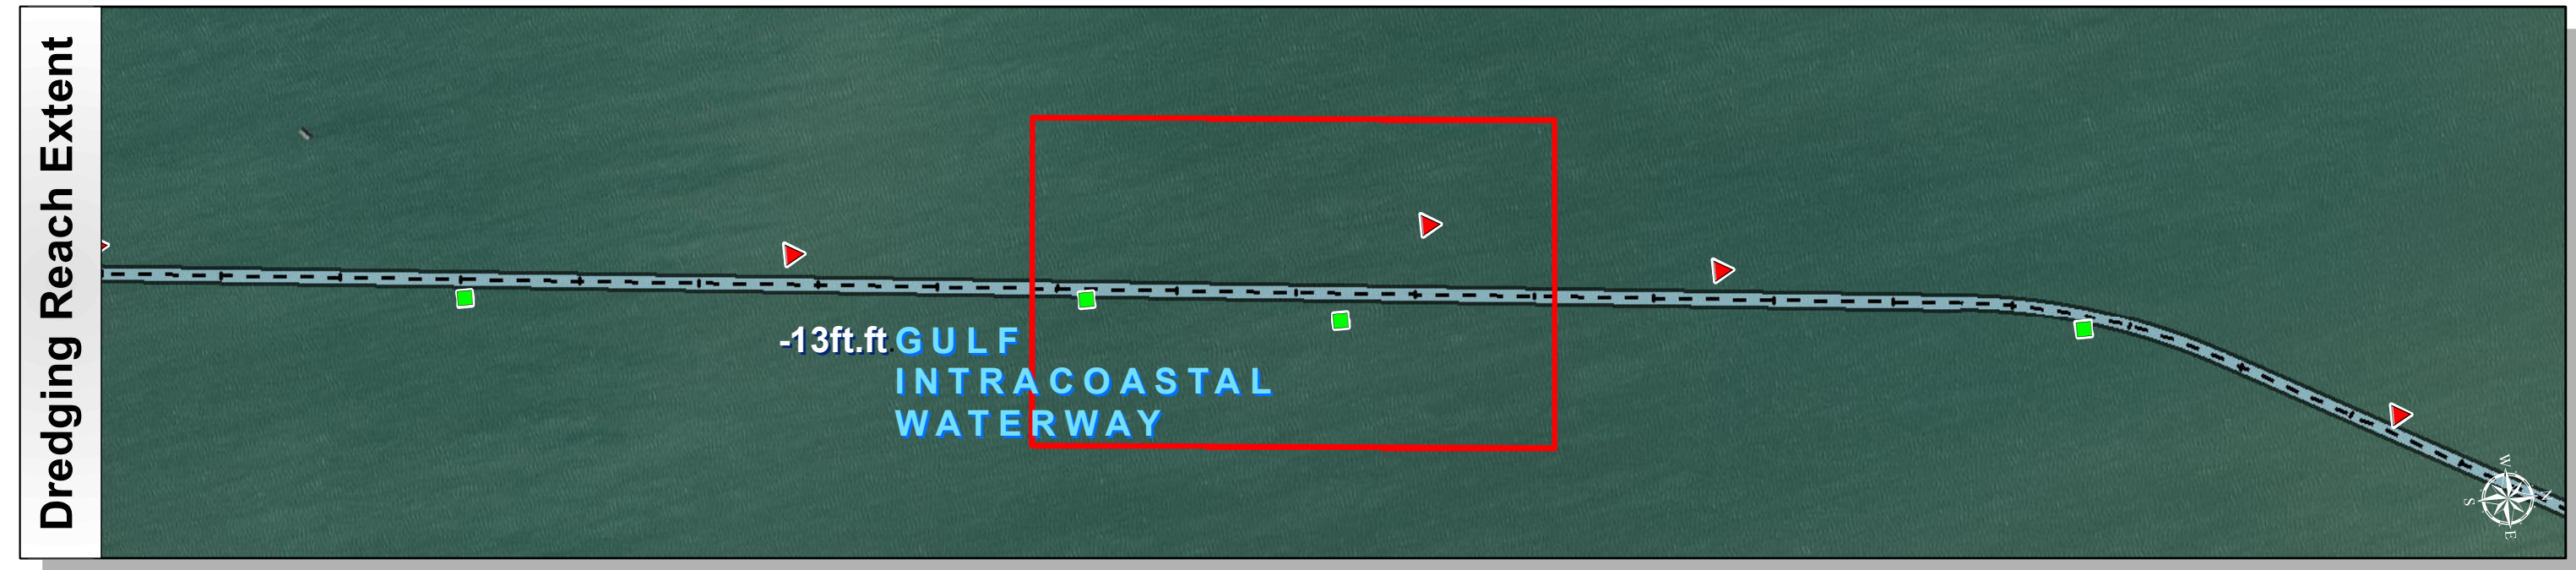 Dredging Reach Extent
-13ft.ft.GULF
INTRACOASTAL
WATERWAY
W
N
S
E